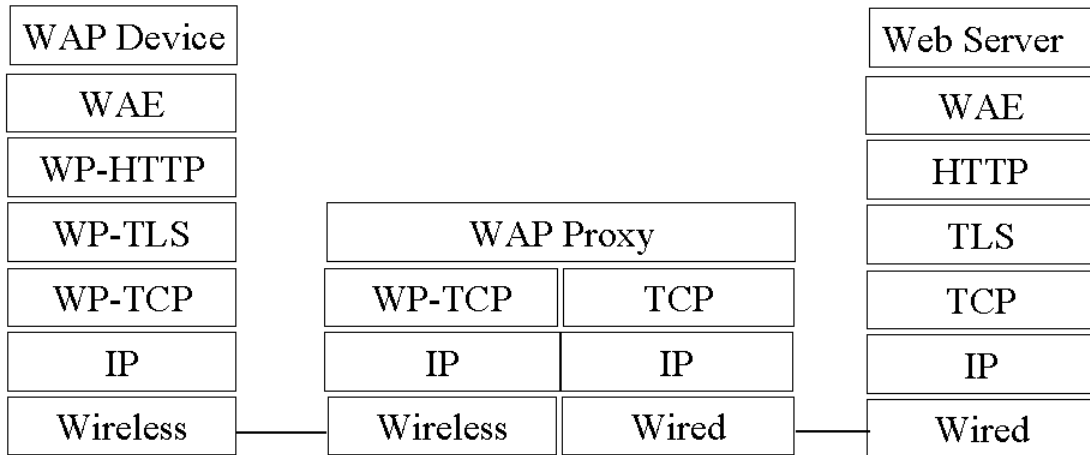 WAP Device
WAE
WP-HTTP
WP-TLS
WP-TCP
IP
Wireless
WAP Proxy
WP-TCP TCP
IP IP
Wireless Wired
Web Server
WAE
HTTP
TLS
TCP
IP
Wired